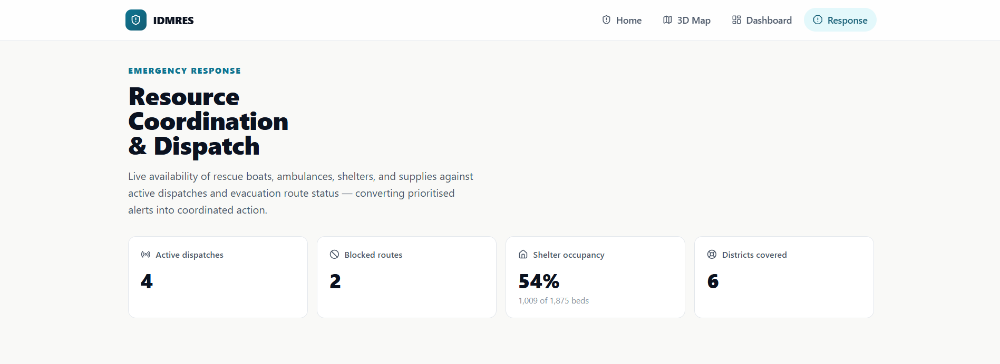 IDMRES
Home
3D Map
Dashboard
Response
EMERGENCY RESPONSE
Resource
Coordination
& Dispatch
Live availability of rescue boats, ambulances, shelters, and supplies against
active dispatches and evacuation route status — converting prioritised
alerts into coordinated action.
Active dispatches
4
Blocked routes
2
Shelter occupancy
54%
1,009 of 1,875 beds
Districts covered
6